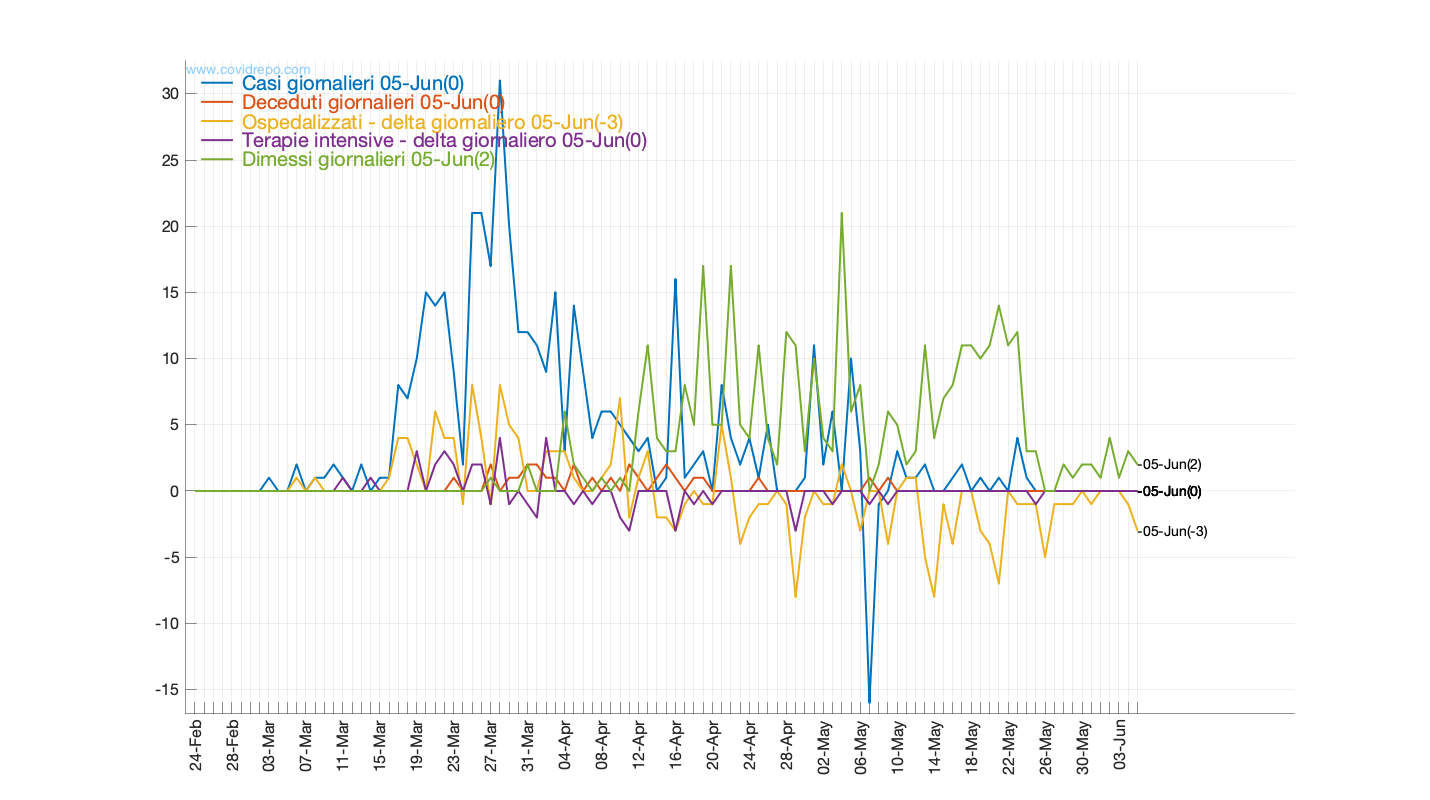 www.covidrepo.com
Casi giornalieri 05-Jun(0)
Deceduti giornalieri 05-Jun(0)
Ospedalizzati - delta giornaliero 05-Jun(-3)
Terapie intensive - delta giornaliero 05-Jun(0)
Dimessi giornalieri 05-Jun(2)
30
25
20
15
10
5
0
-5
-10
-15
05-Jun(2)
05-Jun(0)
05-Jun(-3)
24-Feb
28-Feb
03-Mar
07-Mar
11-Mar
15-Mar
19-Mar
23-Mar
27-Mar
31-Mar
04-Apr
08-Apr
12-Apr
16-Apr
20-Apr
24-Apr
28-Apr
02-May
06-May
10-May
14-May
18-May
22-May
26-May
30-May
03-Jun